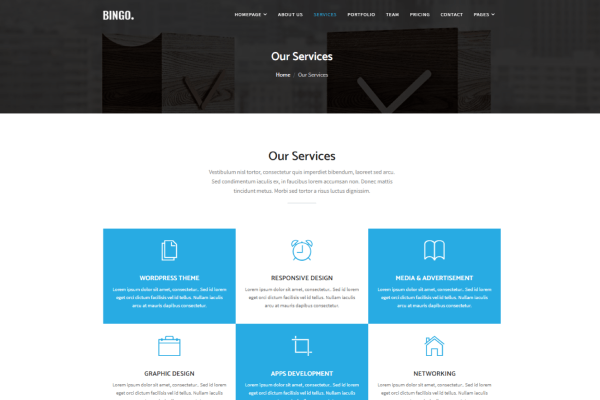 BINGO.
HOMEPAGE ABOUT US SERVICES PORTFOLIO TEAM PRICING CONTACT PAGES
Our Services
Home / Our Services
Our Services
Vestibulum nisl tortor, consectetur quis imperdiet bibendum, laoreet sed arcu.
Sed condimentum iaculis ex, in faucibus lorem accumsan non. Donec mattis
tincidunt metus. Morbi sed tortor a risus luctus dignissim.
WORDPRESS THEME
Lorem ipsum dolor sit amet, consectetur.. Sed id lorem
eget orci dictum facilisis vel id tellus. Nullam iaculis
arcu at mauris dapibus consectetur.
RESPONSIVE DESIGN
Lorem ipsum dolor sit amet, consectetur.. Sed id lorem
eget orci dictum facilisis vel id tellus. Nullam iaculis
arcu at mauris dapibus consectetur.
MEDIA & ADVERTISEMENT
Lorem ipsum dolor sit amet, consectetur.. Sed id lorem
eget orci dictum facilisis vel id tellus. Nullam iaculis
arcu at mauris dapibus consectetur.
GRAPHIC DESIGN
Lorem ipsum dolor sit amet, consectetur.. Sed id lorem
eget orci dictum facilisis vel id tellus. Nullam iaculis
APPS DEVELOPMENT
Lorem ipsum dolor sit amet, consectetur.. Sed id lorem
eget orci dictum facilisis vel id tellus. Nullam iaculis
NETWORKING
Lorem ipsum dolor sit amet, consectetur.. Sed id lorem
eget orci dictum facilisis vel id tellus. Nullam iaculis